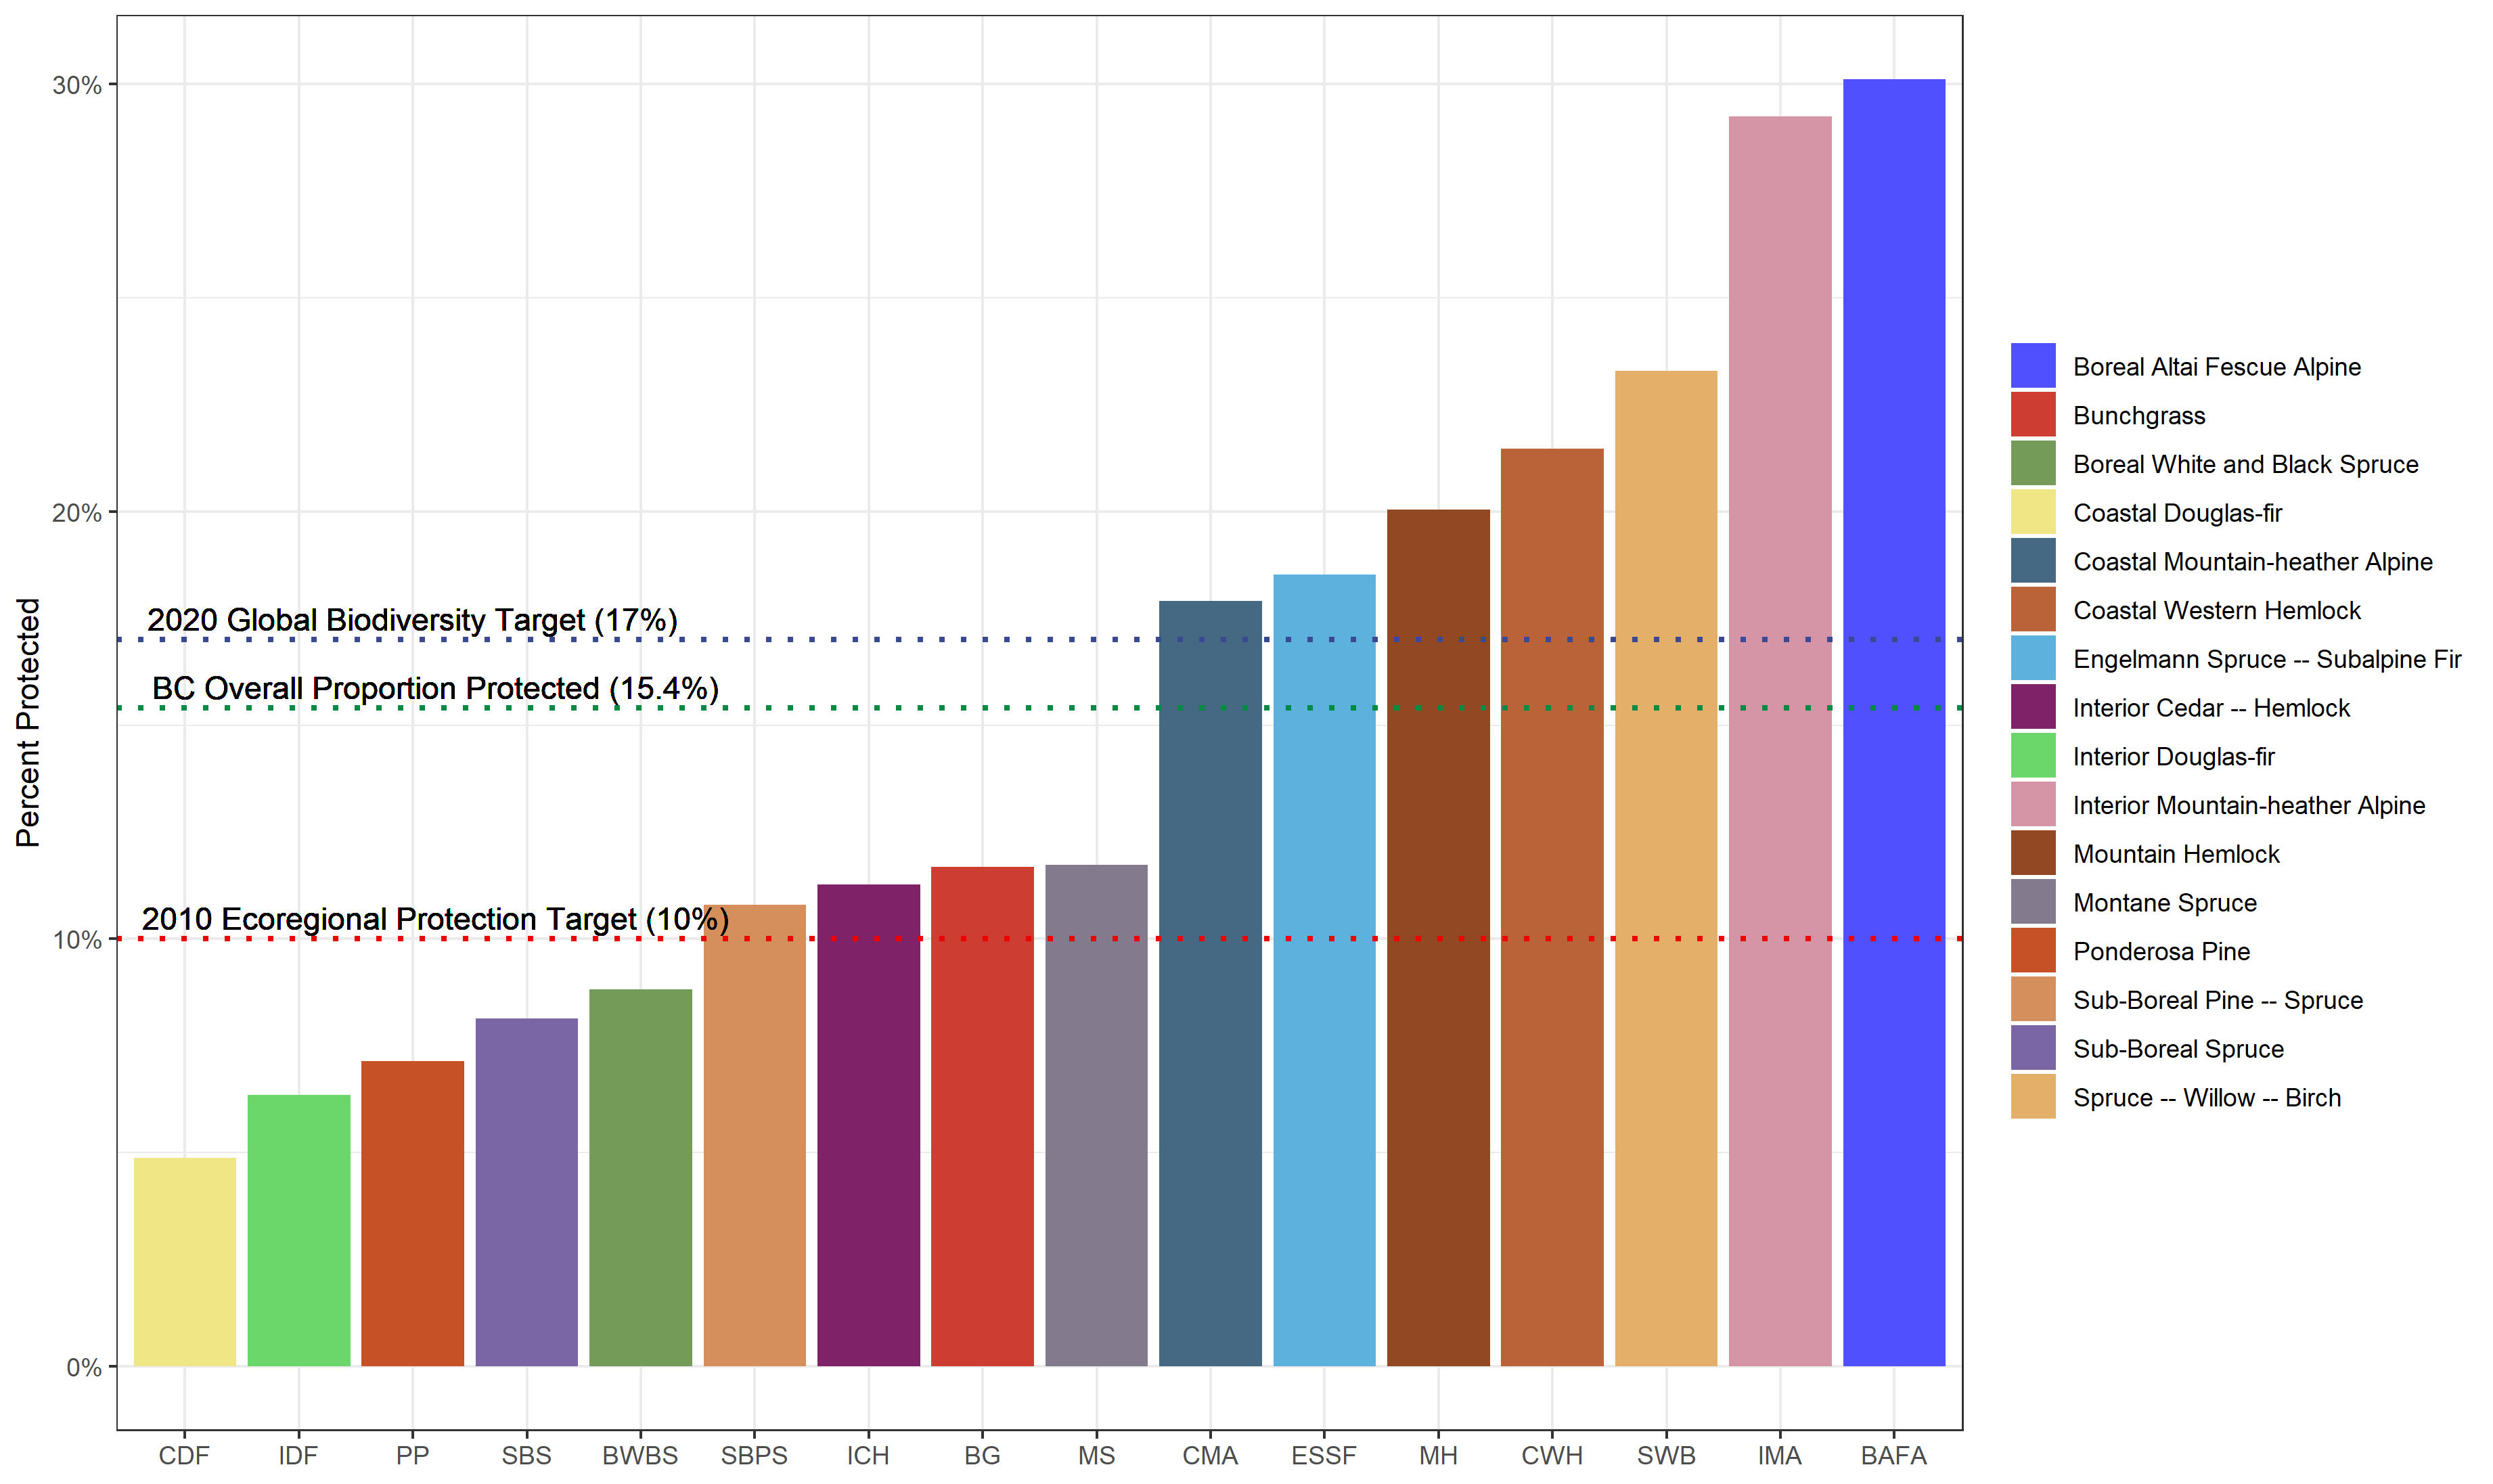 30%
20%
10%
0%
Percent Protected
2020 Global Biodiversity Target (17%)
BC Overall Proportion Protected (15.4%)
2010 Ecoregional Protection Target (10%)
CDF IDF PP SBS BWBS SBPS ICH BG MS CMA ESSF MH CWH SWB IMA BAFA
Boreal Altai Fescue Alpine
Bunchgrass
Boreal White and Black Spruce
Coastal Douglas-fir
Coastal Mountain-heather Alpine
Coastal Western Hemlock
Engelmann Spruce -- Subalpine Fir
Interior Cedar -- Hemlock
Interior Douglas-fir
Interior Mountain-heather Alpine
Mountain Hemlock
Montane Spruce
Ponderosa Pine
Sub-Boreal Pine -- Spruce
Sub-Boreal Spruce
Spruce -- Willow -- Birch